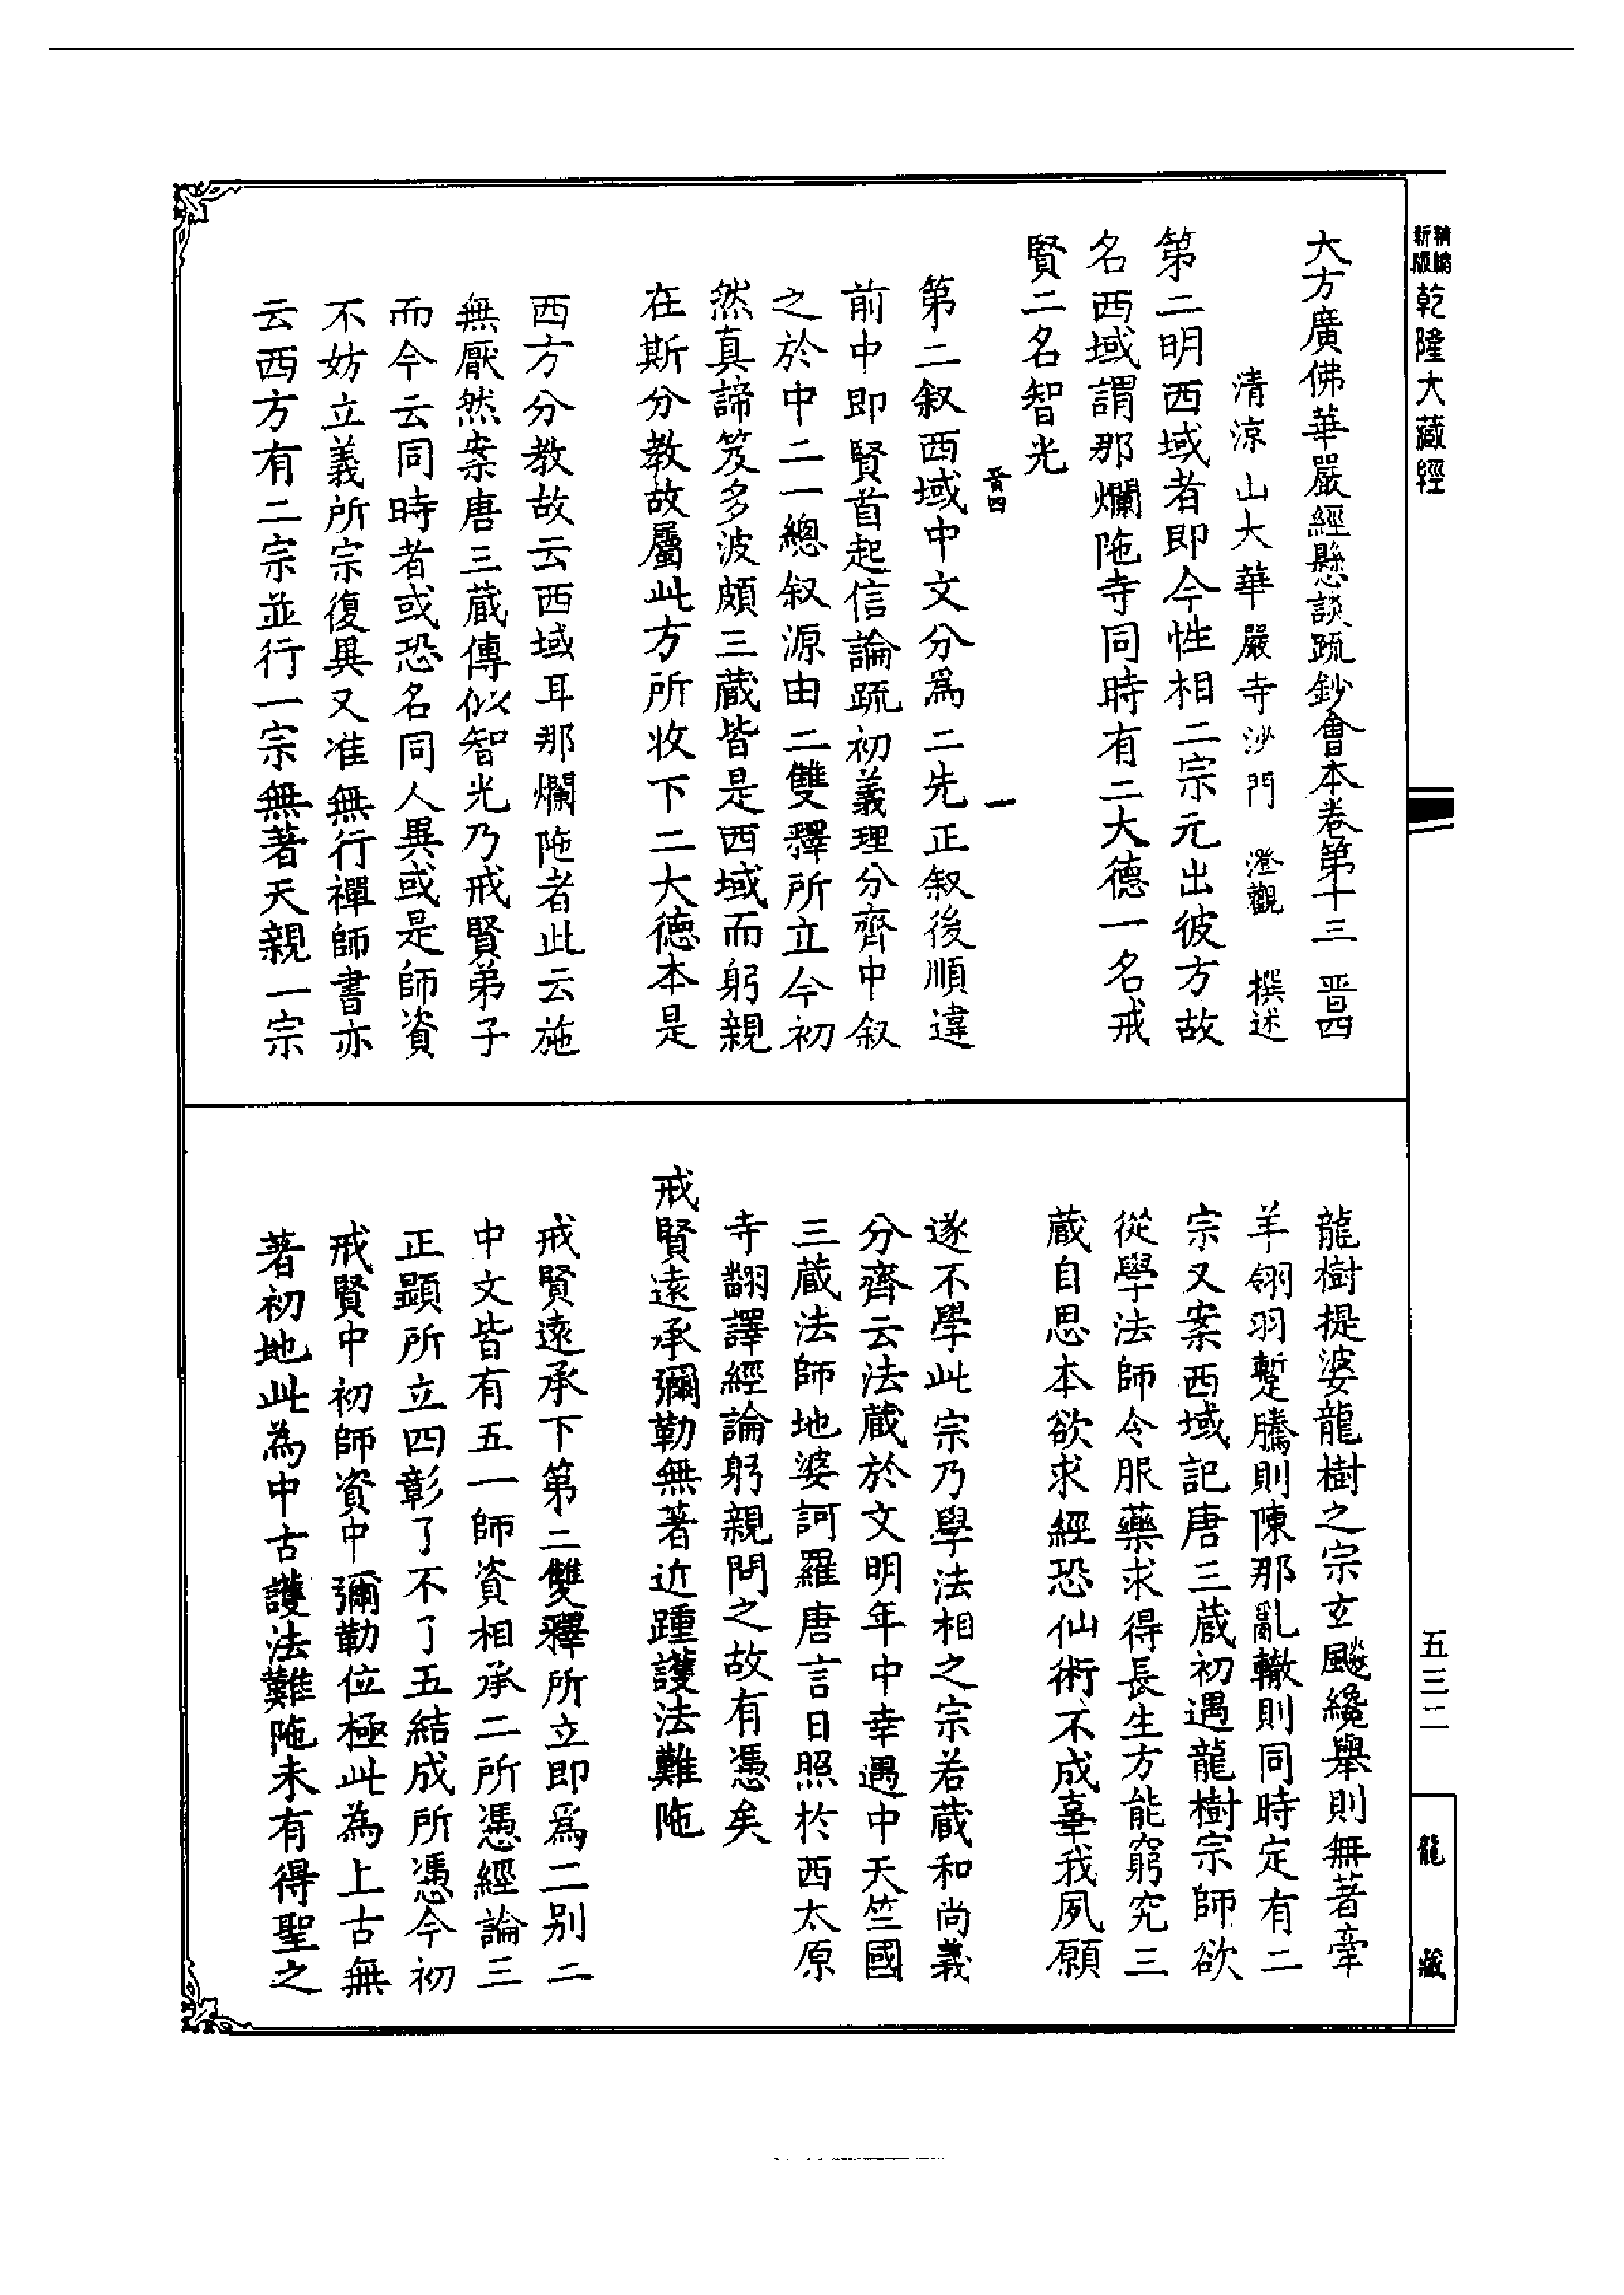 精縮新版乾隆大藏經
大方廣佛華嚴經懸談疏鈔會本卷第十三 晋四
清涼山大華嚴寺沙門 澄觀 撰述
第二明西域者即今性相二宗元出彼方故
名西域謂那爛陁寺同時有二大德一名戒
賢二名智光
晋四 一
第二叙西域中文分爲二先正叙後順違
前中即賢首起信論疏初義理分齊中叙
之於中二一總叙源由二雙釋所立今初
然真諦笈多波頗三藏皆是西域而躬親
在斯分教故屬此方所收下二大德本是
西方分教故云西域耳那爛陁者此云施
無厭然案唐三藏傳似智光乃戒賢弟子
而今云同時者或恐名同人異或是師資
不妨立義所宗復異又准無行禪師書亦
云西方有二宗並行一宗無著天親一宗
龍樹提婆龍樹之宗玄飈纔舉則無著牽
羊翎羽蹔騰則陳那亂轍則同時定有二
宗又案西域記唐三藏初遇龍樹宗師欲
從學法師令服藥求得長生方能窮究三
藏自思本欲求經恐仙術不成辜我夙願
遂不學此宗乃學法相之宗若藏和尚義
分齊云法藏於文明年中幸遇中天竺國
三藏法師地婆訶羅唐言日照於西太原
寺翻譯經論躬親問之故有憑矣
戒賢遠承彌勒無著近踵護法難陁
戒賢遠承下第二雙釋所立即爲二別二
中文皆有五一師資相承二所憑經論三
正顯所立四彰了不了五結成所憑今初
戒賢中初師資中彌勒位極此為上古無
著初地此為中古護法難陁未有得聖之
五三二
龍藏